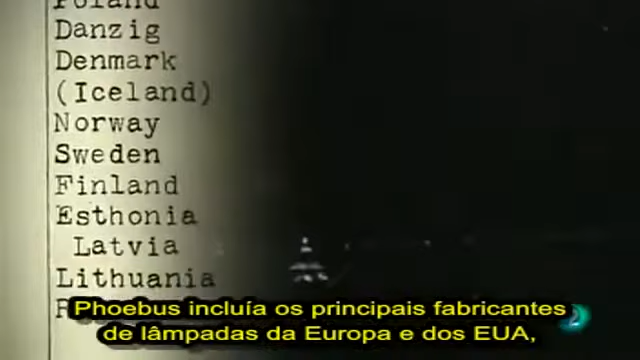 Poland
Danzig
Denmark
(Iceland)
Norway
Sweden
Finland
Esthonia
Latvia
Lithuania
Phoebus incluía os principais fabricantes
de lâmpadas da Europa e dos EUA,